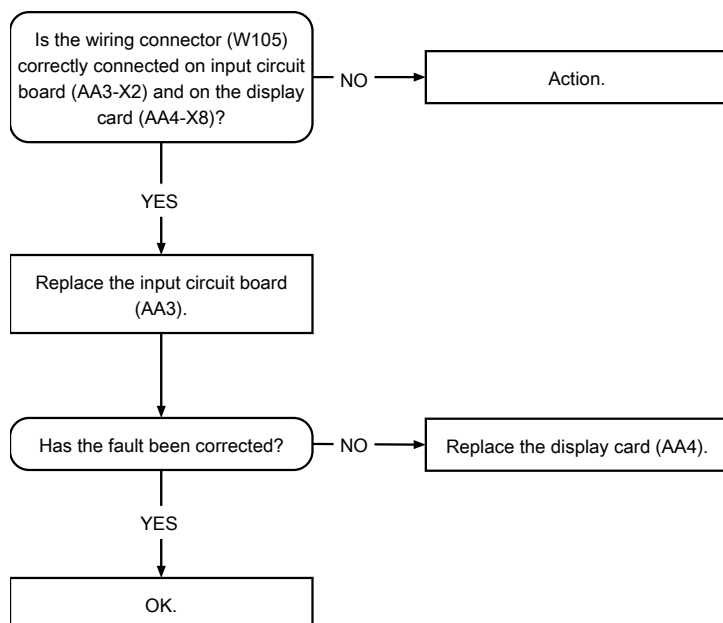 Is the wiring connector (W105)
correctly connected on input circuit
board (AA3-X2) and on the display
card (AA4-X8)?
NO
Action.
YES
Replace the input circuit board
(AA3).
Has the fault been corrected?
NO
Replace the display card (AA4).
YES
OK.